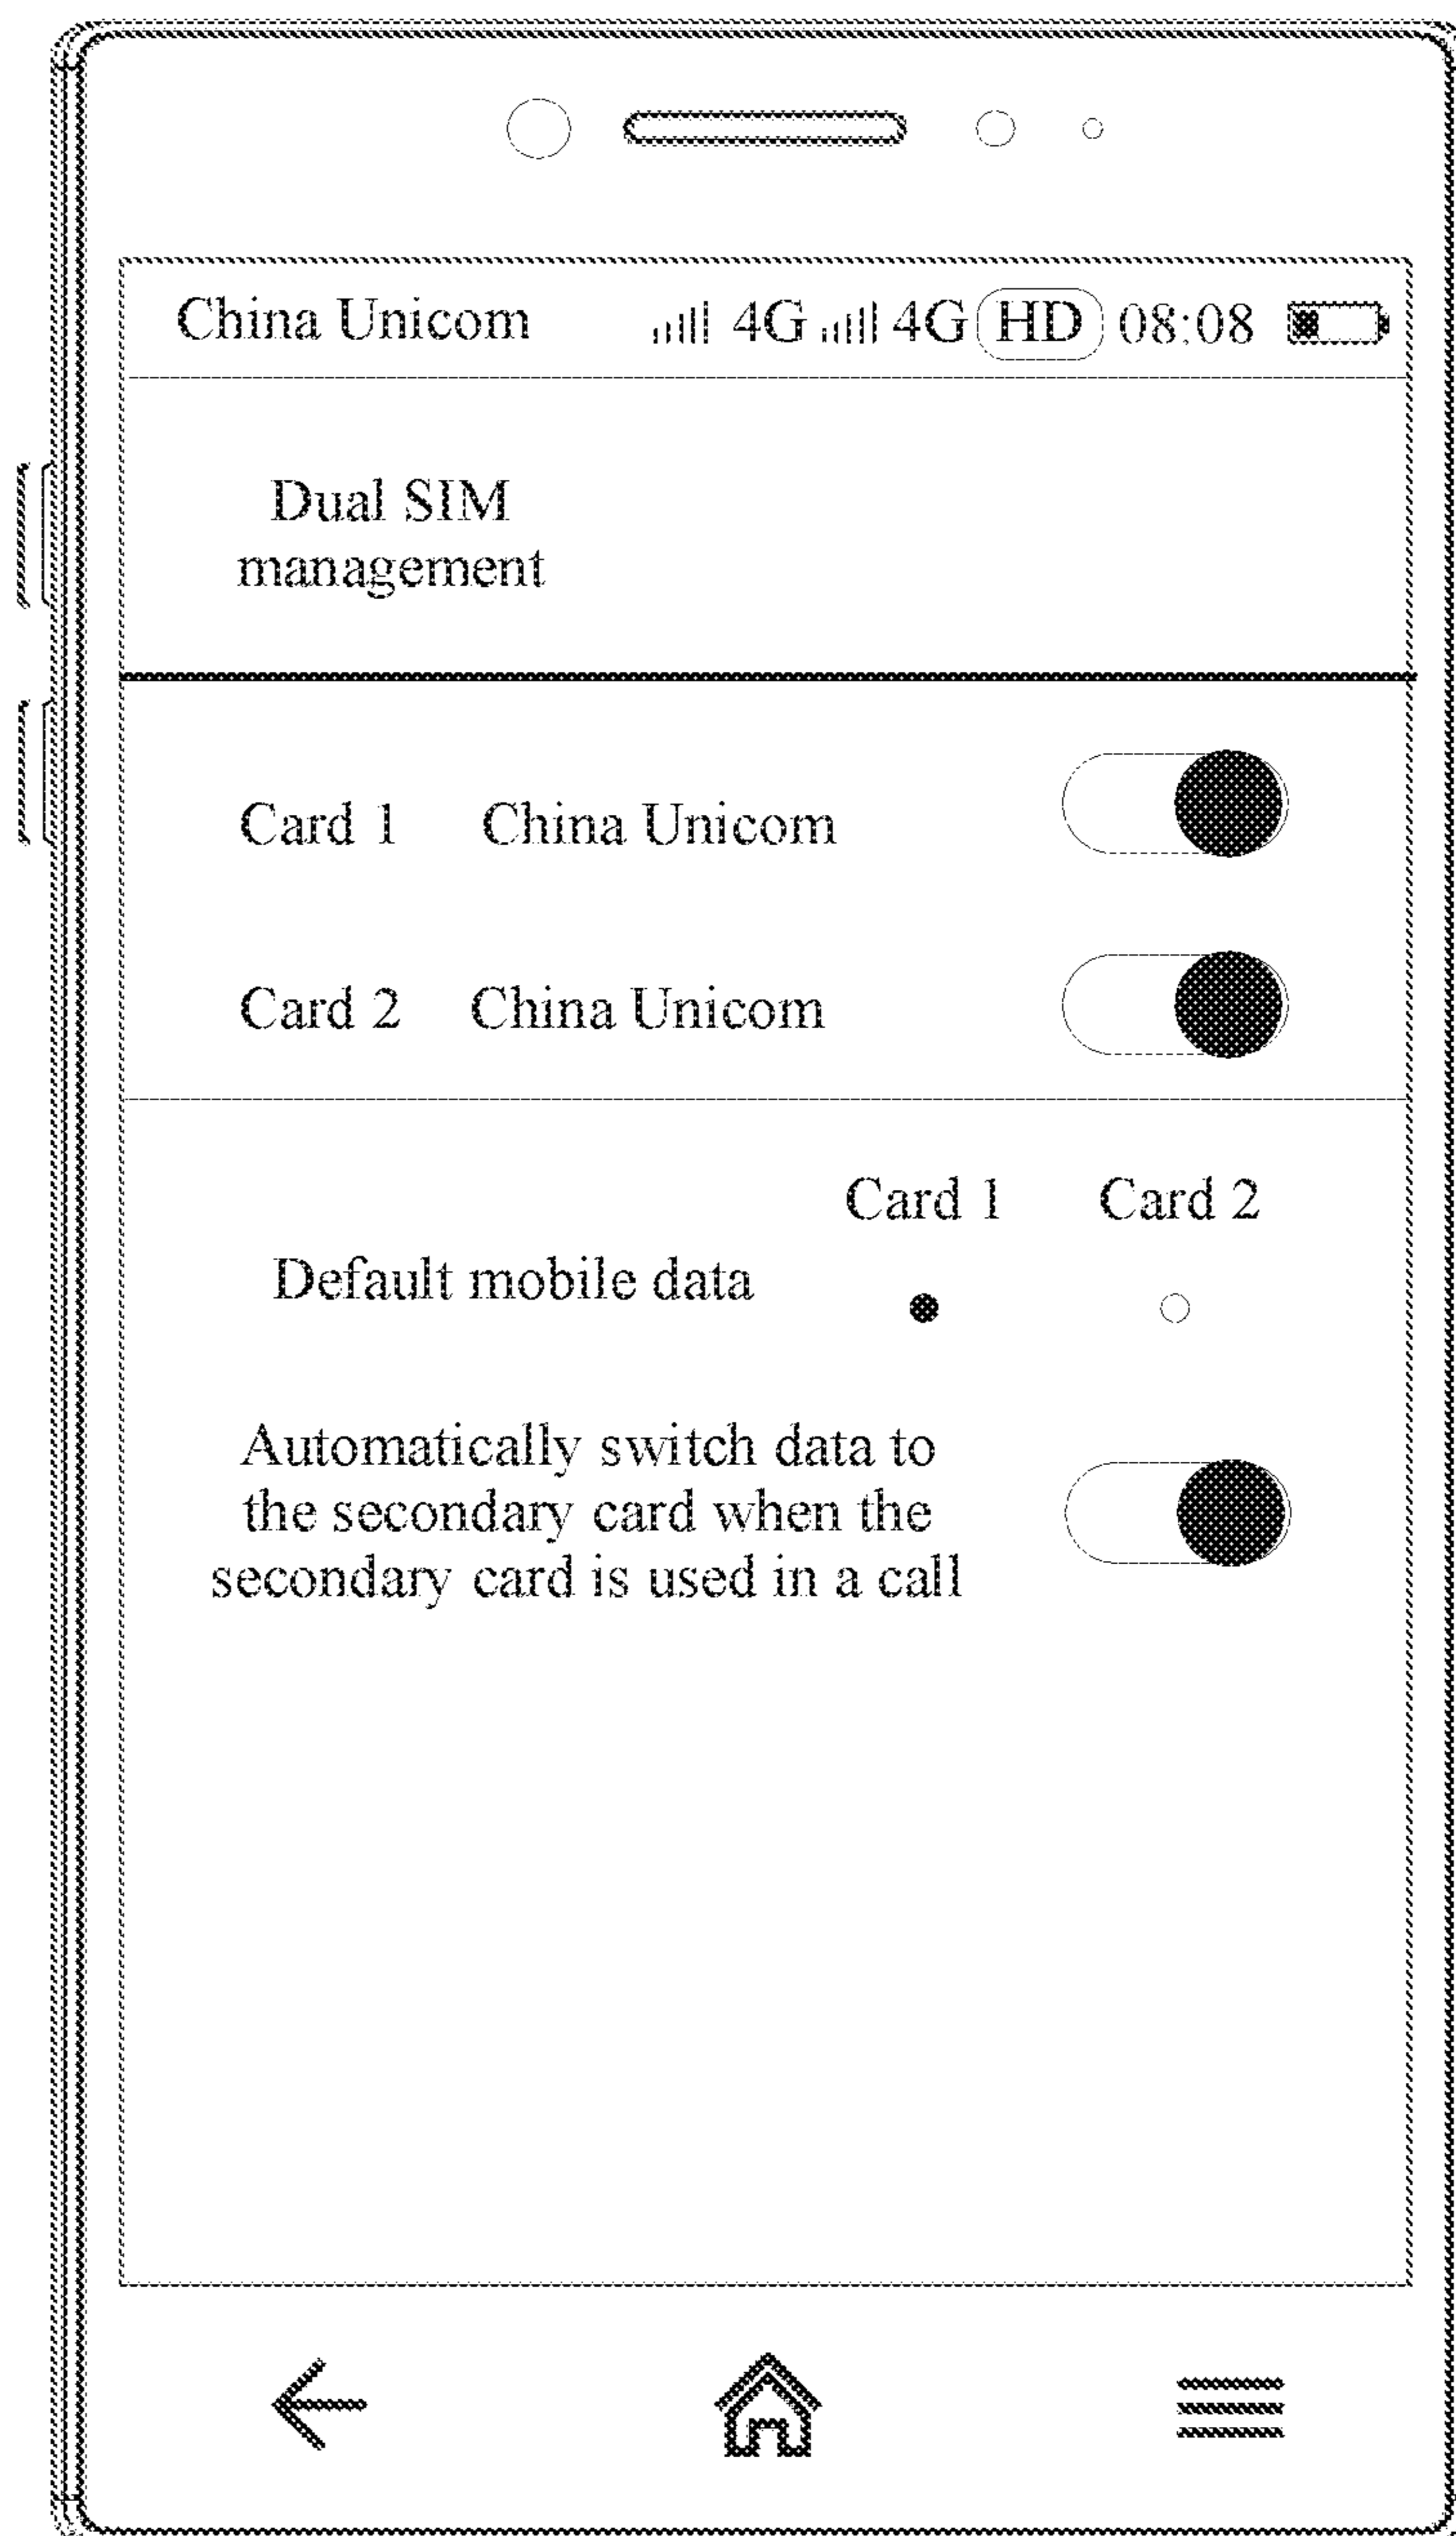 China Unicom 4G 4G HD 08:08
Dual SIM
management
Card 1 China Unicom
Card 2 China Unicom
Card 1 Card 2
Default mobile data
Automatically switch data to
the secondary card when the
secondary card is used in a call